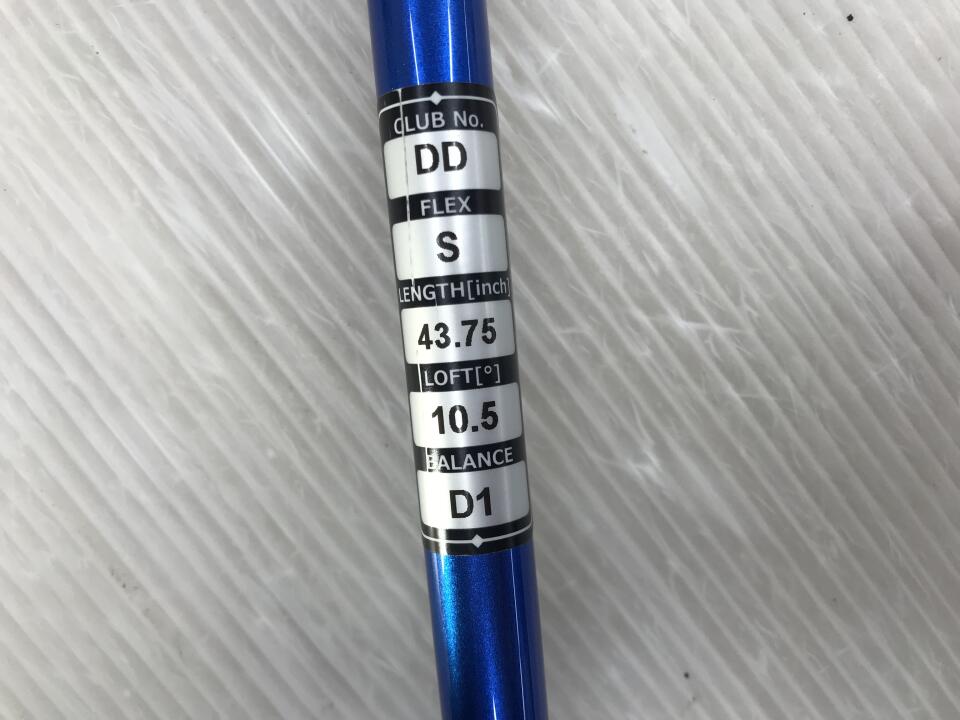 CLUB No.
DD
FLEX
S
LENGTH[inch]
43.75
LOFT[°]
10.5
BALANCE
D1